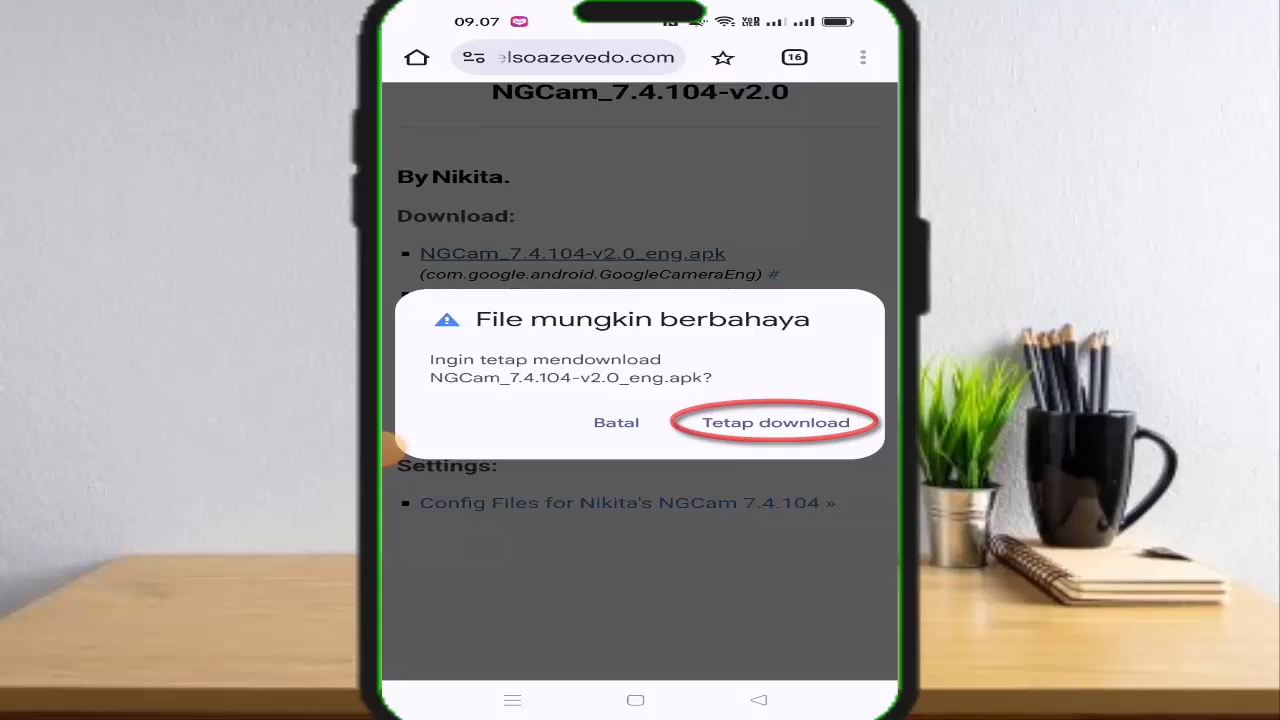 09.07
VoD
16
elsoazevedo.com
NGCam_7.4.104-v2.0
By Nikita.
Download:
NGCam_7.4.104-v2.0_eng.apk
(com.google.android.GoogleCameraEng) #
File mungkin berbahaya
Ingin tetap mendownload
NGCam_7.4.104-v2.0_eng.apk?
Batal
Tetap download
Settings:
Config Files for Nikita's NGCam 7.4.104 »